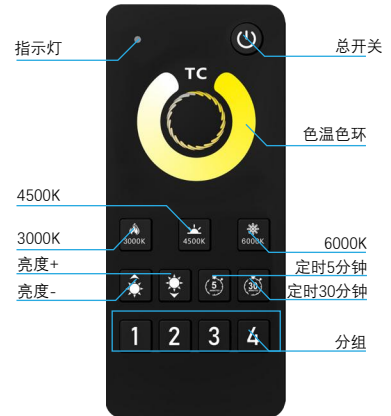 指示灯
总开关
TC
色温色环
4500K
3000K
4500K
6000K
3000K
6000K
亮度+
定时5分钟
亮度-
5
30
定时30分钟
1 2 3 4
分组